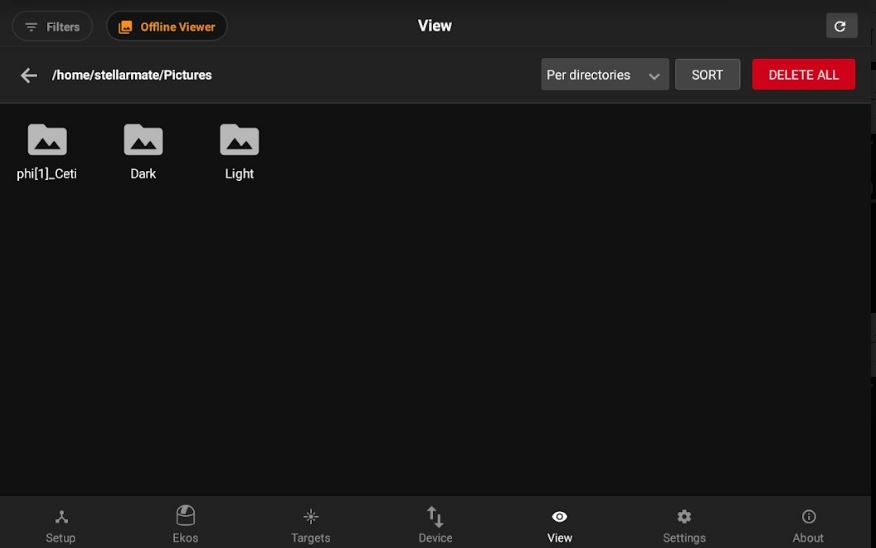 Filters
Offline Viewer
View
/home/stellarmate/Pictures
Per directories
SORT
DELETE ALL
phi[1]_Ceti
Dark
Light
Setup
Ekos
Targets
Device
View
Settings
About